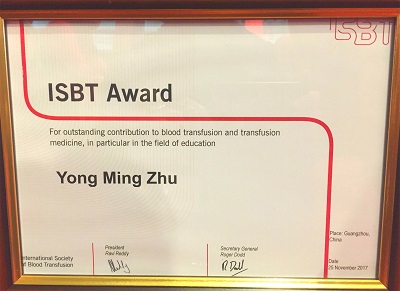 ISBT
ISBT Award
For outstanding contribution to blood transfusion and transfusion
medicine, in particular in the field of education
Yong Ming Zhu
Place: Guangzhou,
China
International Society
of Blood Transfusion
President
Ravi Reddy
Secretary General
Roger Dodd
Date
25 November 2017